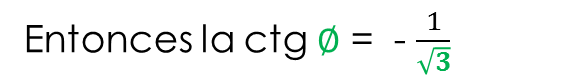 Entonces la ctg ∅ = - 1/√3